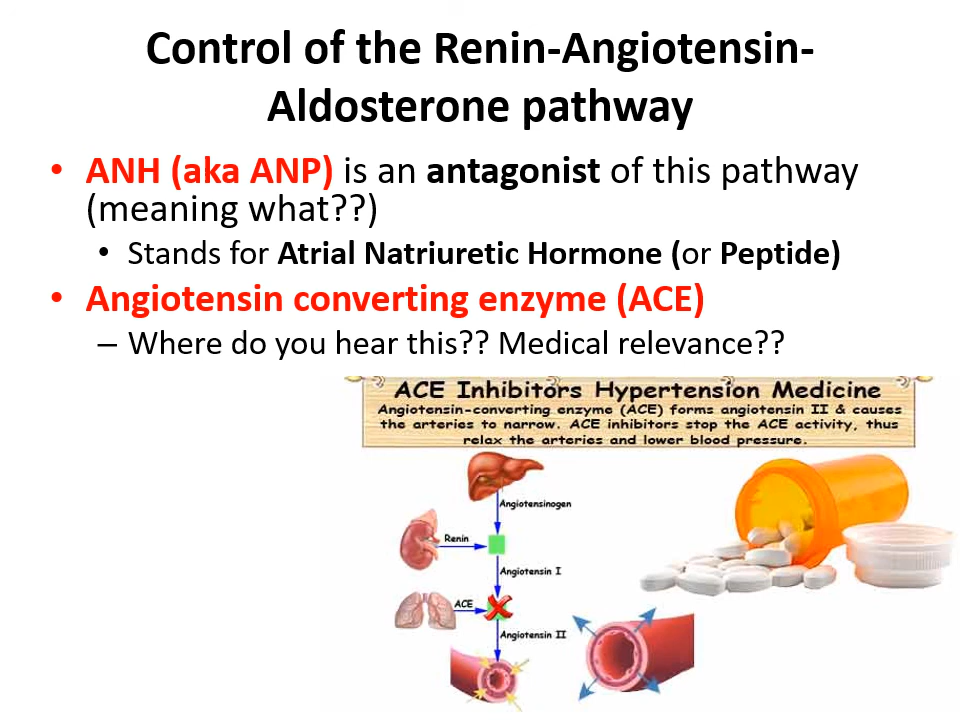 Control of the Renin-Angiotensin-
Aldosterone pathway
• ANH (aka ANP) is an antagonist of this pathway
(meaning what??)
• Stands for Atrial Natriuretic Hormone (or Peptide)
• Angiotensin converting enzyme (ACE)
– Where do you hear this?? Medical relevance??
ACE Inhibitors Hypertension Medicine
Angiotensin-converting enzyme (ACE) forms angiotensin II & causes
the arteries to narrow. ACE inhibitors stop the ACE activity, thus
relax the arteries and lower blood pressure.
Angiotensinogen
Renin
Angiotensin I
ACE
Angiotensin II